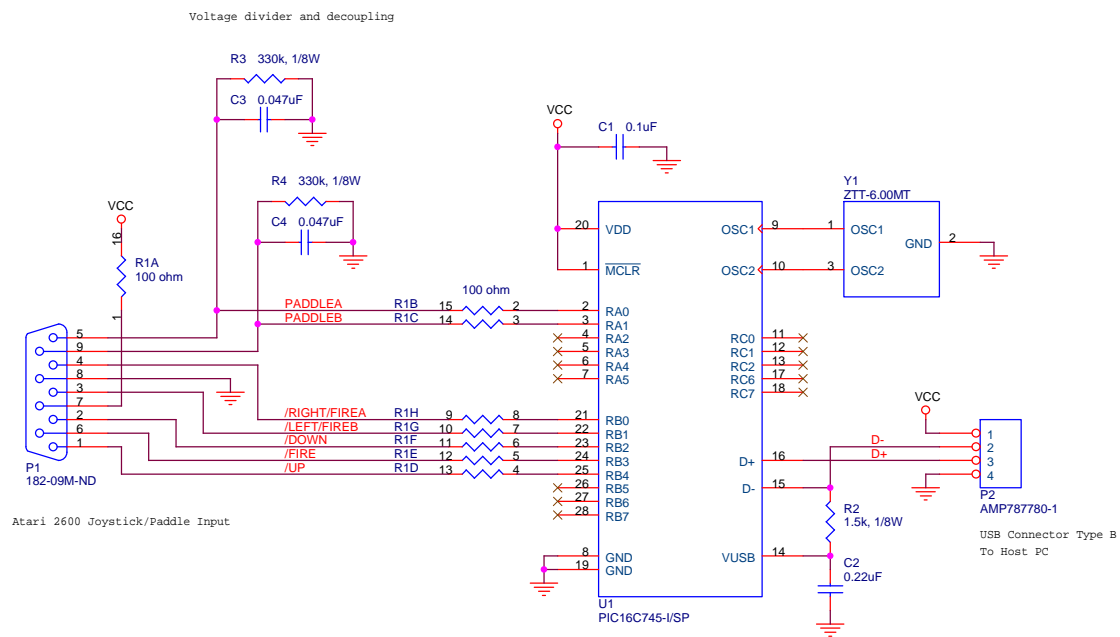 Voltage divider and decoupling
R3 330k, 1/8W
C3 0.047uF
VCC
C1 0.1uF
R4 330k, 1/8W
C4 0.047uF
VCC
16
R1A
100 ohm
1
Y1
ZTT-6.00MT
20 VDD
1 MCLR
OSC1 9
OSC2 10
1 OSC1
3 OSC2
GND 2
100 ohm
PADDLEA R1B 15 2 2 RA0
PADDLEB R1C 14 3 3 RA1
4 RA2
5 RA3
6 RA4
7 RA5
RC0 11
RC1 12
RC2 13
RC6 17
RC7 18
5
9
4
8
3
7
2
6
1
P1
182-09M-ND
Atari 2600 Joystick/Paddle Input
/RIGHT/FIREA R1H 9 8 21 RB0
/LEFT/FIREB R1G 10 7 22 RB1
/DOWN R1F 11 6 23 RB2
/FIRE R1E 12 5 24 RB3
/UP R1D 13 4 25 RB4
26 RB5
27 RB6
28 RB7
8 GND
19 GND
D+ 16
D- 15
VUSB 14
U1
PIC16C745-I/SP
VCC
D-
D+
1
2
3
4
P2
AMP787780-1
USB Connector Type B
To Host PC
R2
1.5k, 1/8W
C2
0.22uF